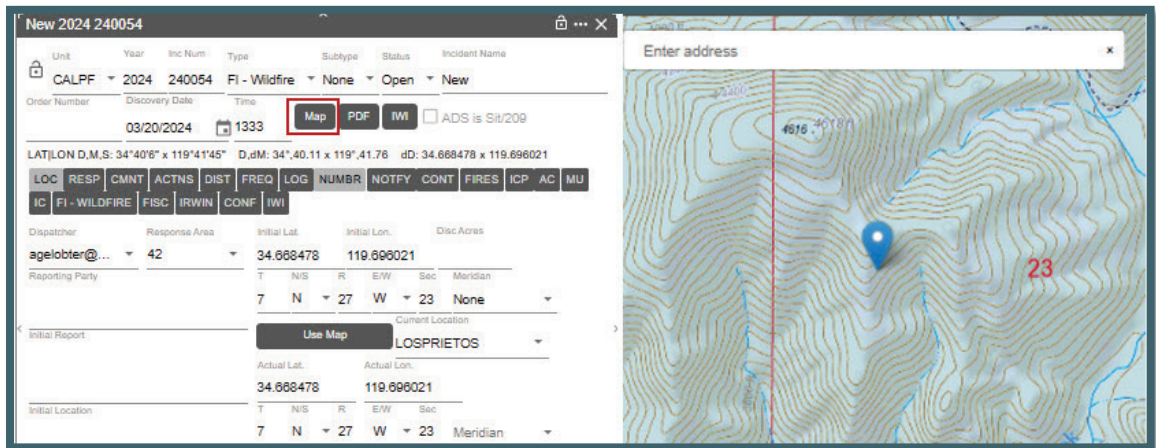 New 2024 240054
Unit Year Inc Num Type Subtype Status Incident Name
CALPF 2024 240054 FI - Wildfire None Open New
Order Number Discovery Date Time
03/20/2024 1333 Map PDF IWI ADS is Sit/209
LAT|LON D,M,S: 34°40'6" x 119°41'45" D,dM: 34°,40.11 x 119°,41.76 dD: 34.668478 x 119.696021
LOC RESP CMNT ACTNS DIST FREQ LOG NUMBR NOTFY CONT FIRES ICP AC MU
IC FI - WILDFIRE FISC IRWIN CONF IWI
Dispatcher Response Area Initial Lat. Initial Lon. Disc Acres
agelobter@... 42 34.668478 119.696021
Reporting Party T N/S R E/W Sec Meridian
7 N 27 W 23 None
Current Location
Initial Report Use Map LOSPRIETOS
Actual Lat. Actual Lon.
34.668478 119.696021
Initial Location T N/S R E/W Sec
7 N 27 W 23 Meridian
Enter address ×
4616
23